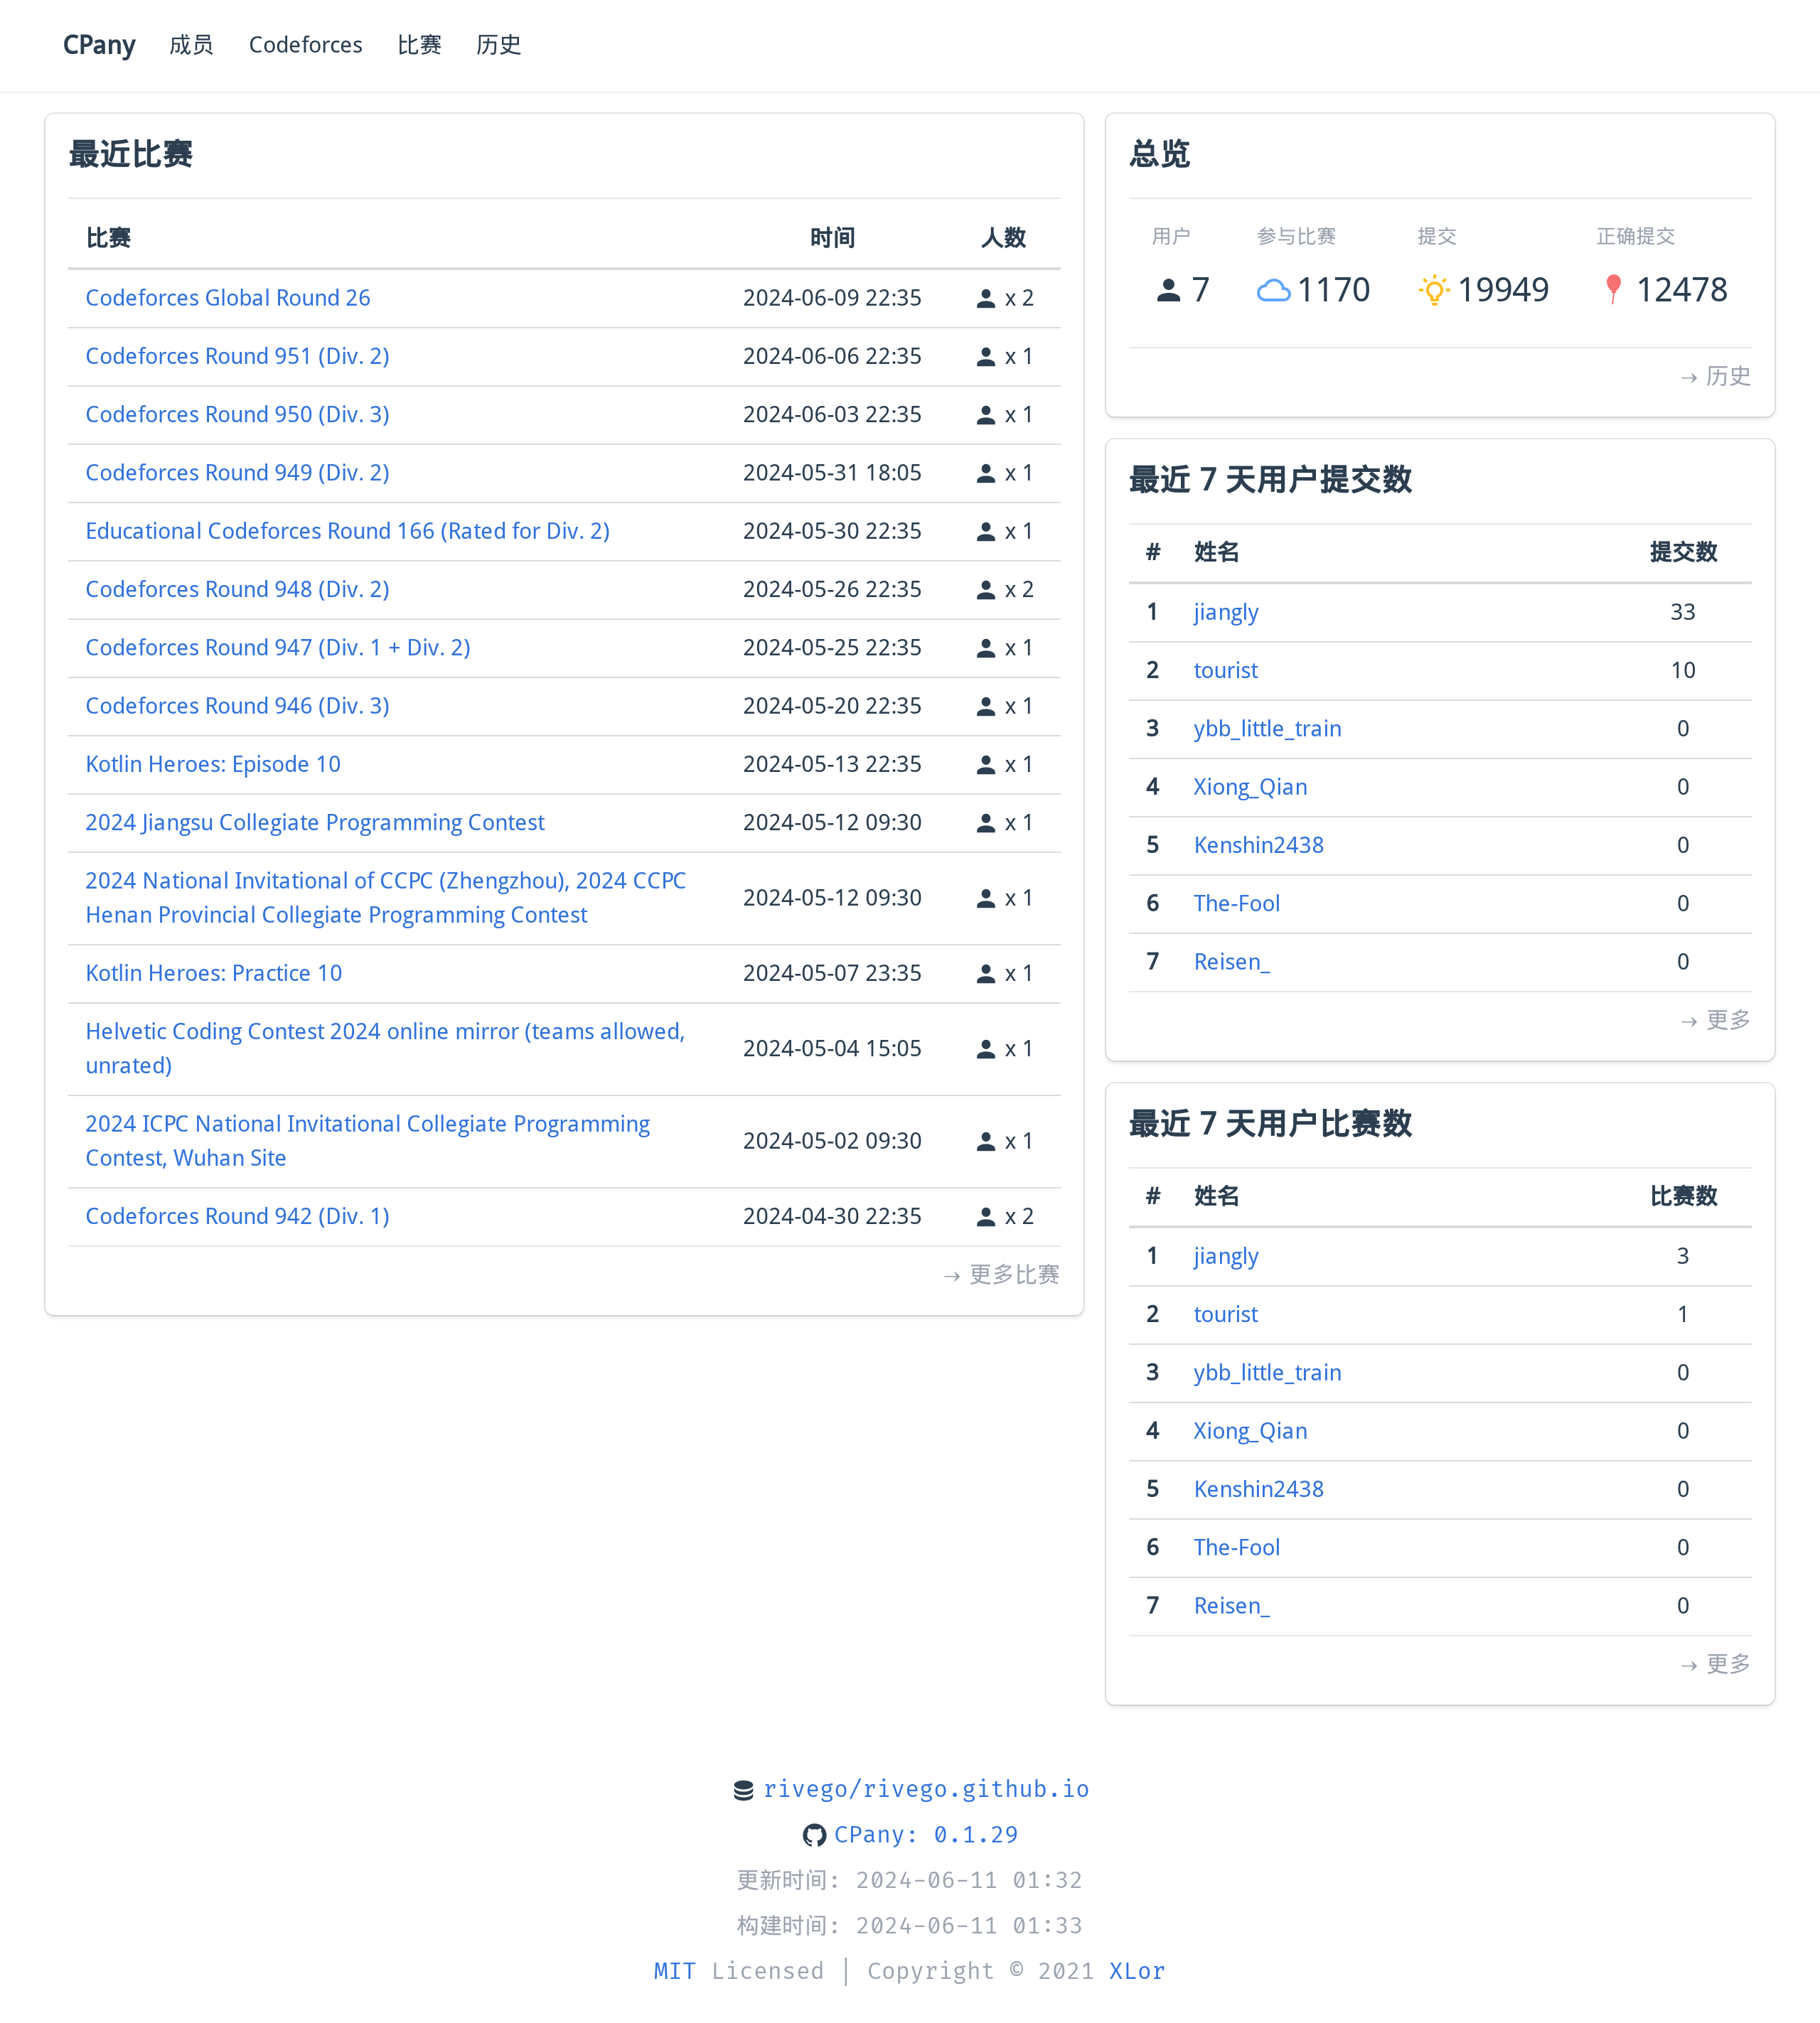 CPany 成员 Codeforces 比赛 历史
最近比赛
比赛 时间 人数
Codeforces Global Round 26 2024-06-09 22:35 x 2
Codeforces Round 951 (Div. 2) 2024-06-06 22:35 x 1
Codeforces Round 950 (Div. 3) 2024-06-03 22:35 x 1
Codeforces Round 949 (Div. 2) 2024-05-31 18:05 x 1
Educational Codeforces Round 166 (Rated for Div. 2) 2024-05-30 22:35 x 1
Codeforces Round 948 (Div. 2) 2024-05-26 22:35 x 2
Codeforces Round 947 (Div. 1 + Div. 2) 2024-05-25 22:35 x 1
Codeforces Round 946 (Div. 3) 2024-05-20 22:35 x 1
Kotlin Heroes: Episode 10 2024-05-13 22:35 x 1
2024 Jiangsu Collegiate Programming Contest 2024-05-12 09:30 x 1
2024 National Invitational of CCPC (Zhengzhou), 2024 CCPC
Henan Provincial Collegiate Programming Contest 2024-05-12 09:30 x 1
Kotlin Heroes: Practice 10 2024-05-07 23:35 x 1
Helvetic Coding Contest 2024 online mirror (teams allowed,
unrated) 2024-05-04 15:05 x 1
2024 ICPC National Invitational Collegiate Programming
Contest, Wuhan Site 2024-05-02 09:30 x 1
Codeforces Round 942 (Div. 1) 2024-04-30 22:35 x 2
→ 更多比赛
总览
用户 参与比赛 提交 正确提交
7 1170 19949 12478
→ 历史
最近 7 天用户提交数
# 姓名 提交数
1 jiangly 33
2 tourist 10
3 ybb_little_train 0
4 Xiong_Qian 0
5 Kenshin2438 0
6 The-Fool 0
7 Reisen_ 0
→ 更多
最近 7 天用户比赛数
# 姓名 比赛数
1 jiangly 3
2 tourist 1
3 ybb_little_train 0
4 Xiong_Qian 0
5 Kenshin2438 0
6 The-Fool 0
7 Reisen_ 0
→ 更多
rivego/rivego.github.io
CPany: 0.1.29
更新时间: 2024-06-11 01:32
构建时间: 2024-06-11 01:33
MIT Licensed | Copyright © 2021 XLor